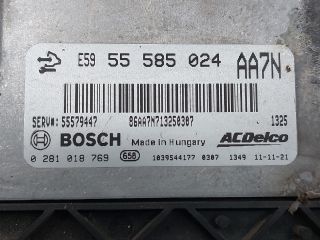 E59 55 585 024 AA7N
SERV#: 55579447 86AA7N713250307 1325
BOSCH Made in Hungary ACDelco
0 281 018 769 658 1039S44177 0307 1349 11-11-21